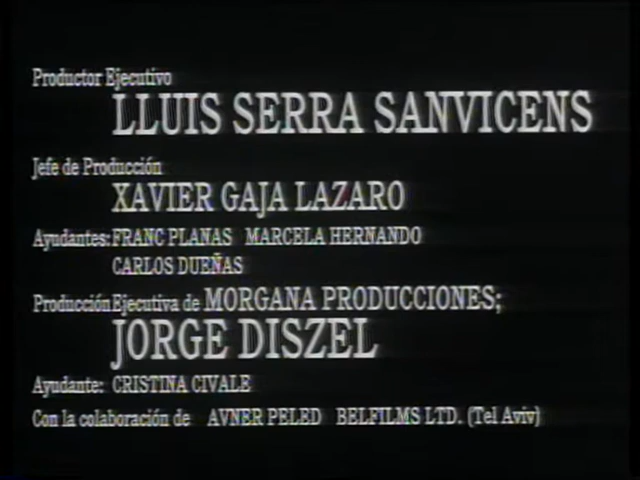 Productor Ejecutivo
LLUIS SERRA SANVICENS
Jefe de Producción
XAVIER GAJA LAZARO
Ayudantes: FRANC PLANAS MARCELA HERNANDO
CARLOS DUEÑAS
Producción Ejecutiva de MORGANA PRODUCCIONES;
JORGE DISZEL
Ayudante: CRISTINA CIVALE
Con la colaboración de AVNER PELED BELFILMS LTD. (Tel Aviv)